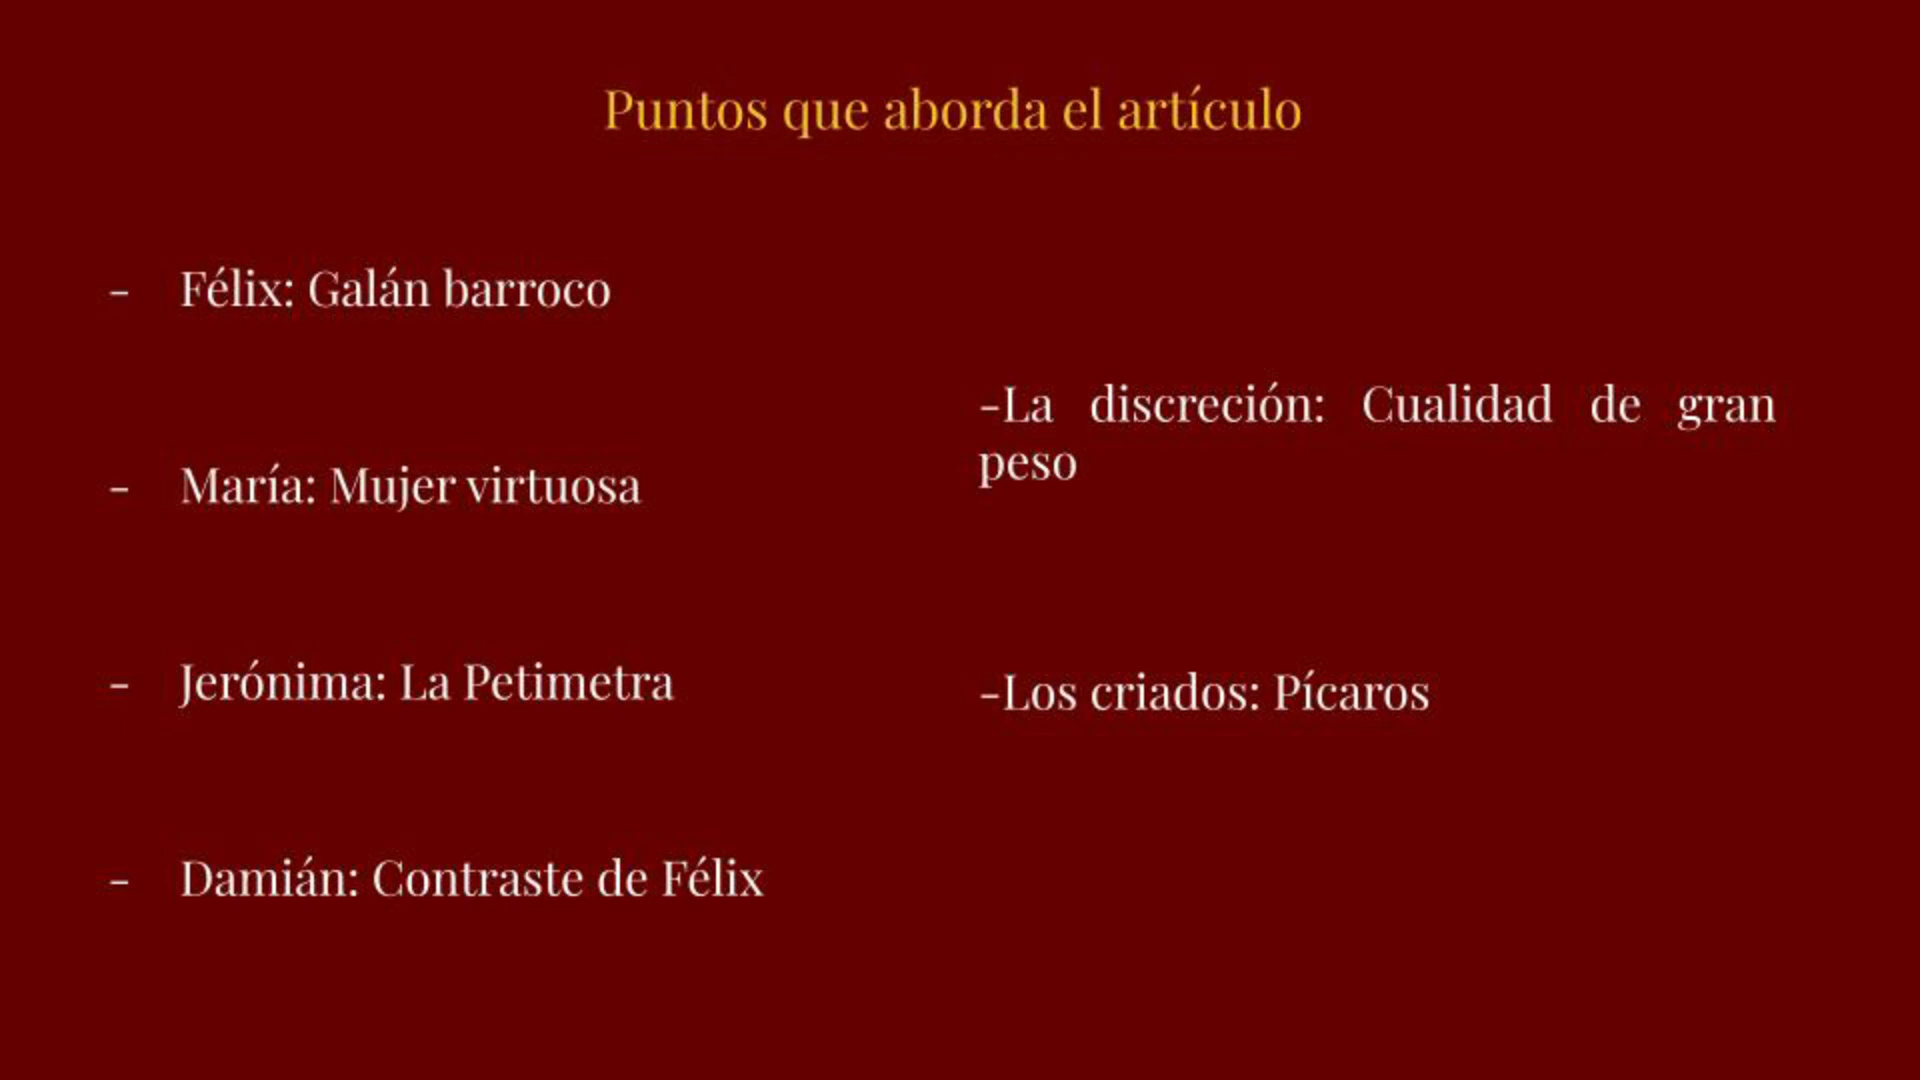 Puntos que aborda el artículo
- Félix: Galán barroco
- María: Mujer virtuosa
- Jerónima: La Petimetra
- Damián: Contraste de Félix
-La discreción: Cualidad de gran
peso
-Los criados: Pícaros